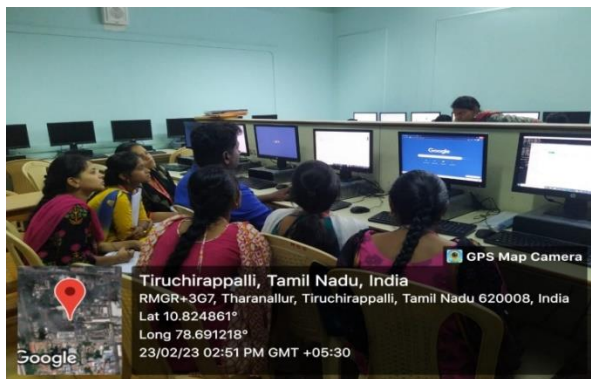 Google
GPS Map Camera
Tiruchirappalli, Tamil Nadu, India
RMGR+3G7, Tharanallur, Tiruchirappalli, Tamil Nadu 620008, India
Lat 10.824861°
Long 78.691218°
23/02/23 02:51 PM GMT +05:30
Google